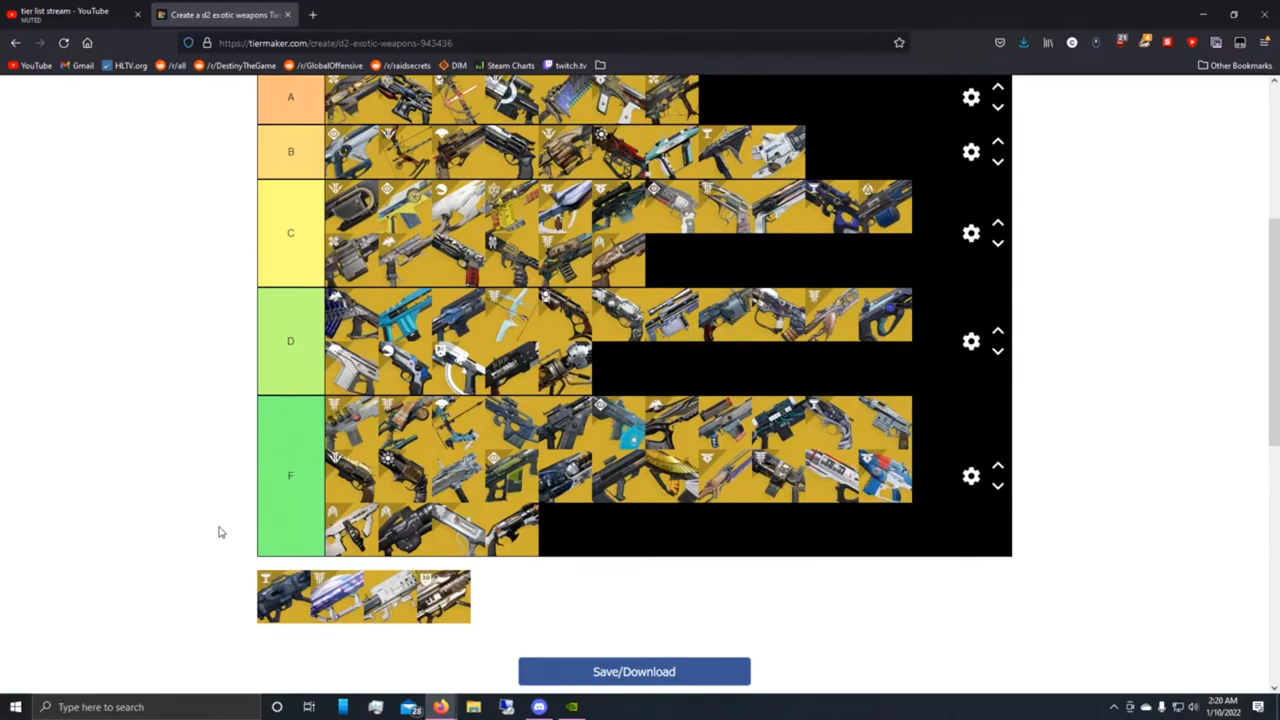 tier list stream - YouTube
MUTED
Create a d2 exotic weapons Tie
https://tiermaker.com/create/d2-exotic-weapons-943436
21
YouTube Gmail HLTV.org /r/all /r/DestinyTheGame /r/GlobalOffensive /r/raidsecrets DIM Steam Charts twitch.tv Other Bookmarks
A
B
C
D
F
Save/Download
Type here to search
28
2:20 AM
1/10/2022